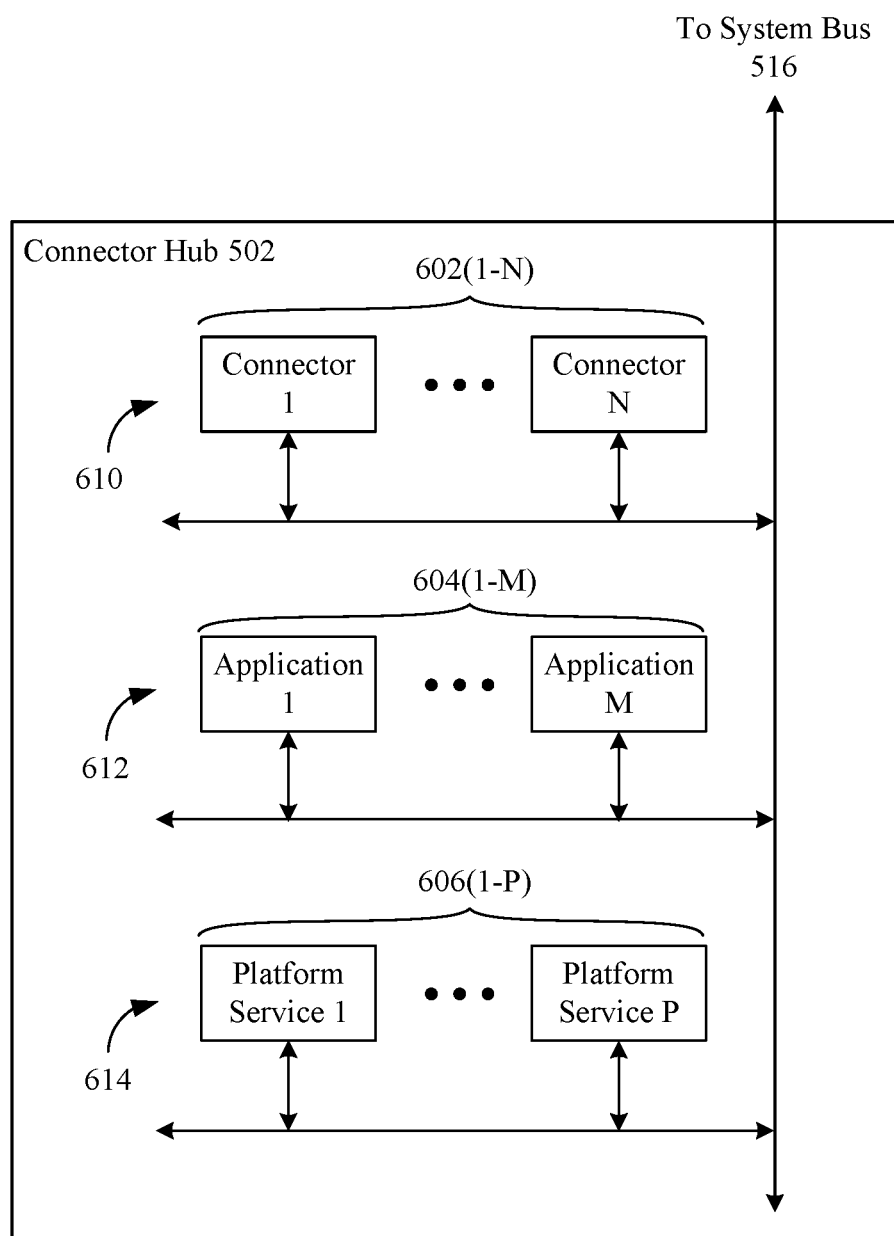 To System Bus
516
Connector Hub 502
602(1-N)
Connector
1
Connector
N
610
604(1-M)
Application
1
Application
M
612
606(1-P)
Platform
Service 1
Platform
Service P
614